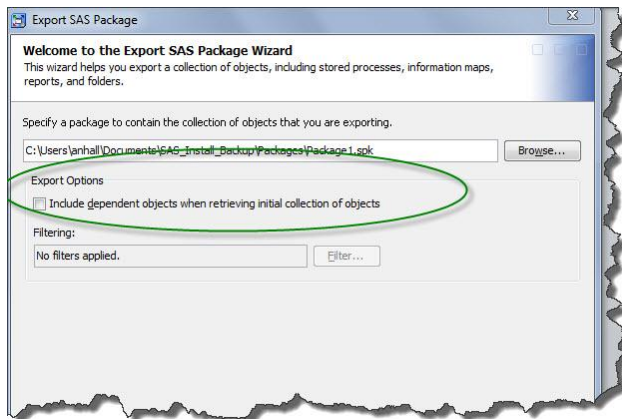 Export SAS Package
Welcome to the Export SAS Package Wizard
This wizard helps you export a collection of objects, including stored processes, information maps,
reports, and folders.
Specify a package to contain the collection of objects that you are exporting.
C:\Users\anhall\Documents\SAS_Install_Backup\Packages\Package1.spk
Browse...
Export Options
Include dependent objects when retrieving initial collection of objects
Filtering:
No filters applied.
Filter...